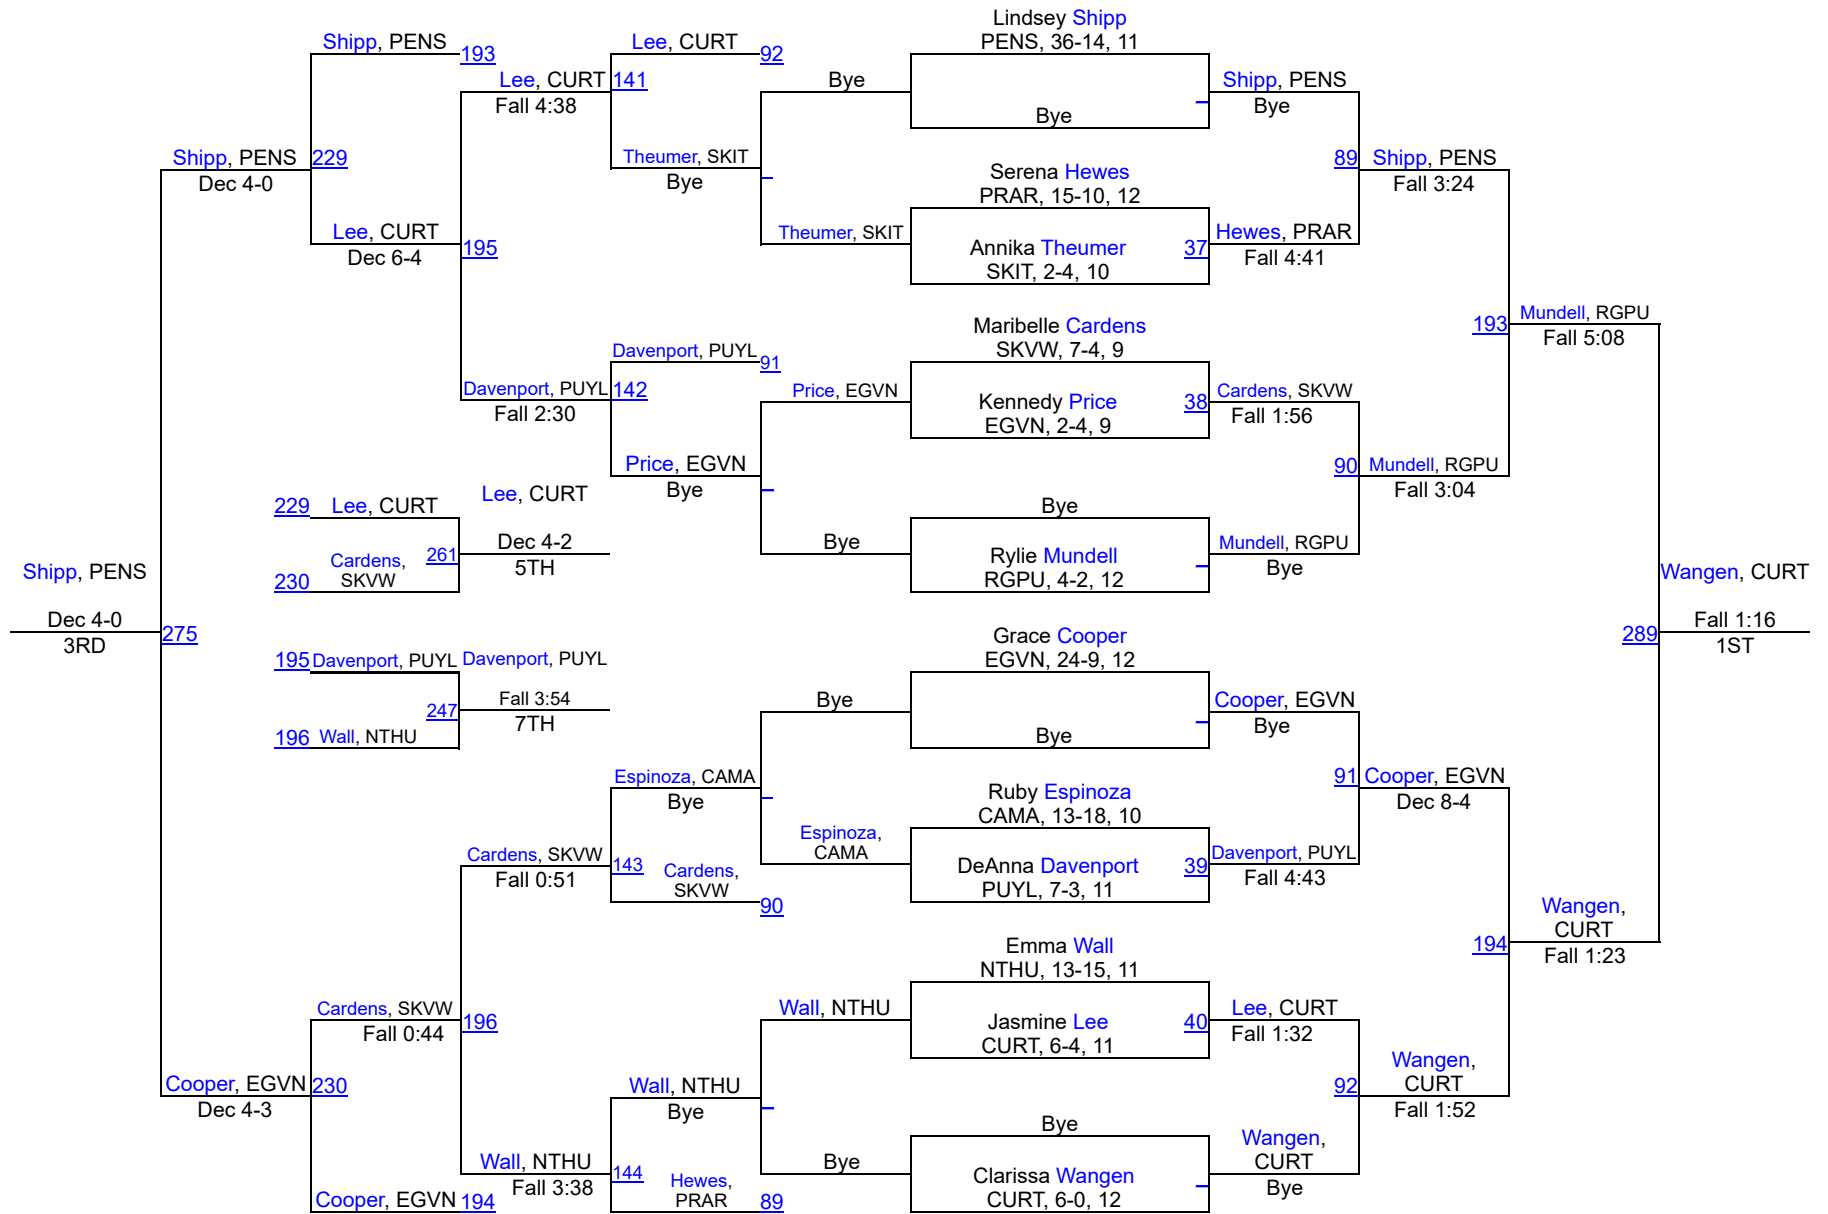 Shipp, PENS
193
Lee, CURT
Fall 4:38
141
Lee, CURT
92
Shipp, PENS
Dec 4-0
229
Theumer, SKIT
Bye
Bye
Theumer, SKIT
Lee, CURT
Dec 6-4
195
Davenport, PUYL
91
Davenport, PUYL
Fall 2:30
142
Price, EGVN
Price, EGVN
Bye
Bye
229
Lee, CURT
Lee, CURT
261
Dec 4-2
5TH
Cardens,
SKVW
230
Shipp, PENS
Dec 4-0
3RD
275
195
Davenport, PUYL
Davenport, PUYL
Fall 3:54
247
7TH
196
Wall, NTHU
Bye
Espinoza, CAMA
Bye
Espinoza,
CAMA
Cardens, SKVW
Fall 0:51
143
Cardens,
SKVW
90
Cardens, SKVW
Fall 0:44
196
Wall, NTHU
Wall, NTHU
Bye
Cooper, EGVN
Dec 4-3
230
Bye
Wall, NTHU
Fall 3:38
144
Hewes,
PRAR
89
Cooper, EGVN
194
Lindsey Shipp
PENS, 36-14, 11
Bye
Shipp, PENS
Bye
Serena Hewes
PRAR, 15-10, 12
Annika Theumer
SKIT, 2-4, 10
37
Hewes, PRAR
Fall 4:41
89
Shipp, PENS
Fall 3:24
Maribelle Cardens
SKVW, 7-4, 9
Kennedy Price
EGVN, 2-4, 9
38
Cardens, SKVW
Fall 1:56
90
Mundell, RGPU
Fall 3:04
Bye
Rylie Mundell
RGPU, 4-2, 12
Mundell, RGPU
Bye
193
Mundell, RGPU
Fall 5:08
Grace Cooper
EGVN, 24-9, 12
Bye
Cooper, EGVN
Bye
Ruby Espinoza
CAMA, 13-18, 10
DeAnna Davenport
PUYL, 7-3, 11
39
Davenport, PUYL
Fall 4:43
91
Cooper, EGVN
Dec 8-4
Emma Wall
NTHU, 13-15, 11
Jasmine Lee
CURT, 6-4, 11
40
Lee, CURT
Fall 1:32
92
Wangen,
CURT
Fall 1:52
Bye
Clarissa Wangen
CURT, 6-0, 12
Wangen,
CURT
Bye
194
Wangen,
CURT
Fall 1:23
289
Wangen, CURT
Fall 1:16
1ST